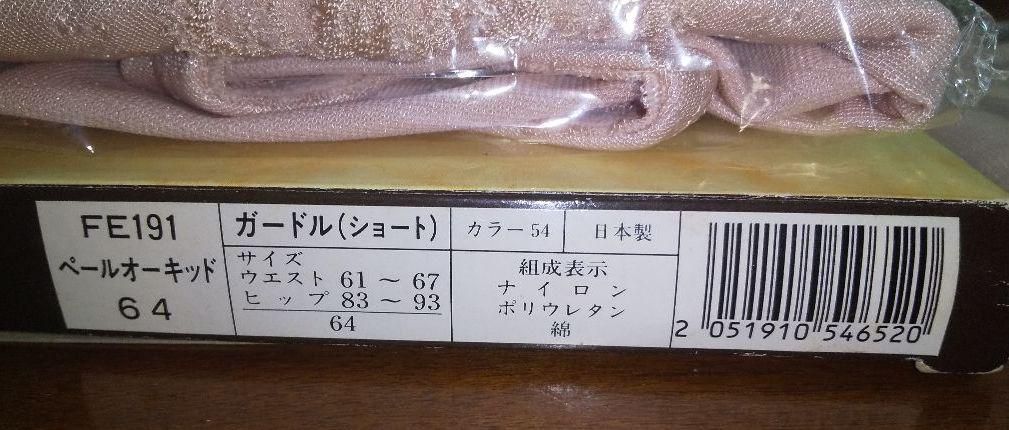 FE191
ペールオーキッド
64
ガードル(ショート)
サイズ
ウエスト 61～67
ヒップ 83～93
64
カラー54
日本製
組成表示
ナイロン
ポリウレタン
綿
2 051910 546520